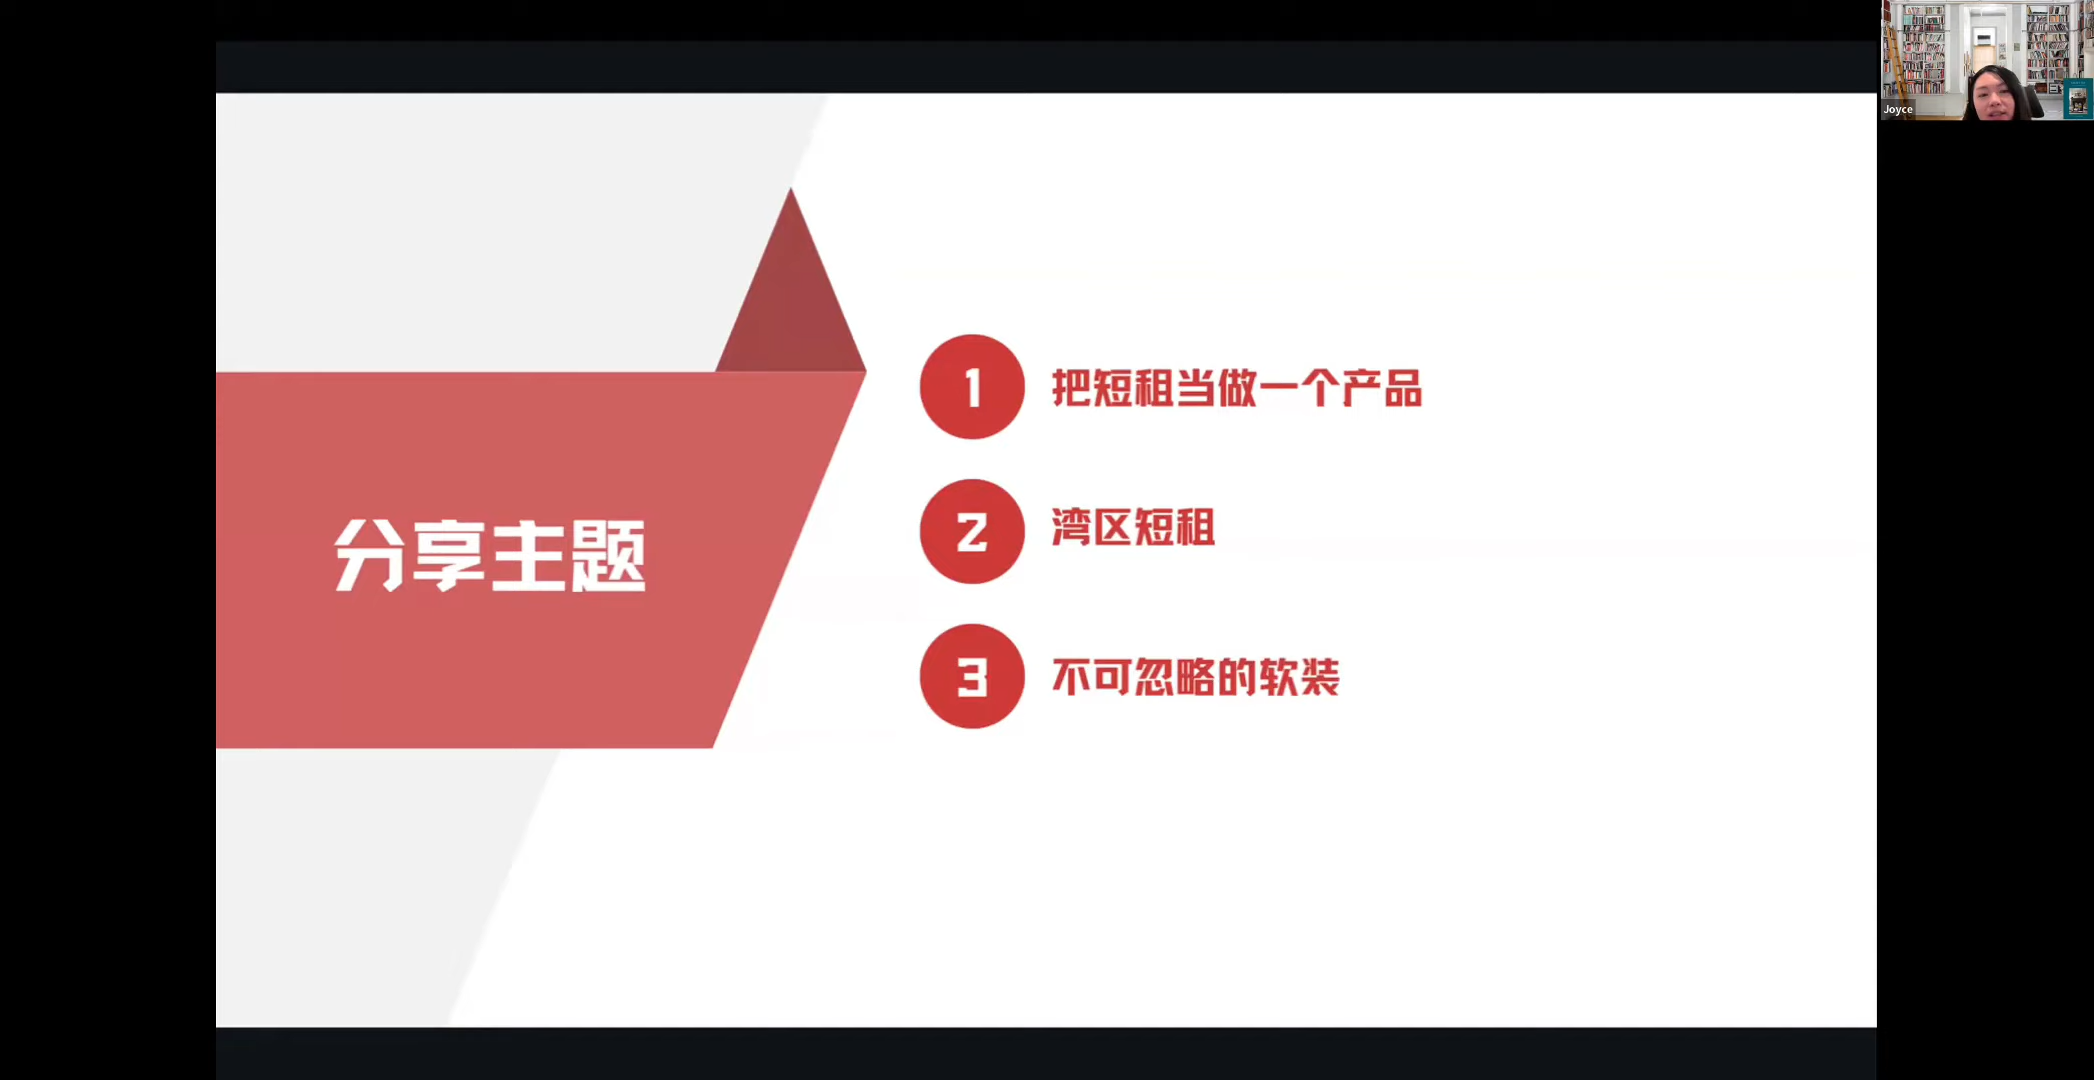 Joyce
分享主题
1 把短租当做一个产品
2 湾区短租
3 不可忽略的软装